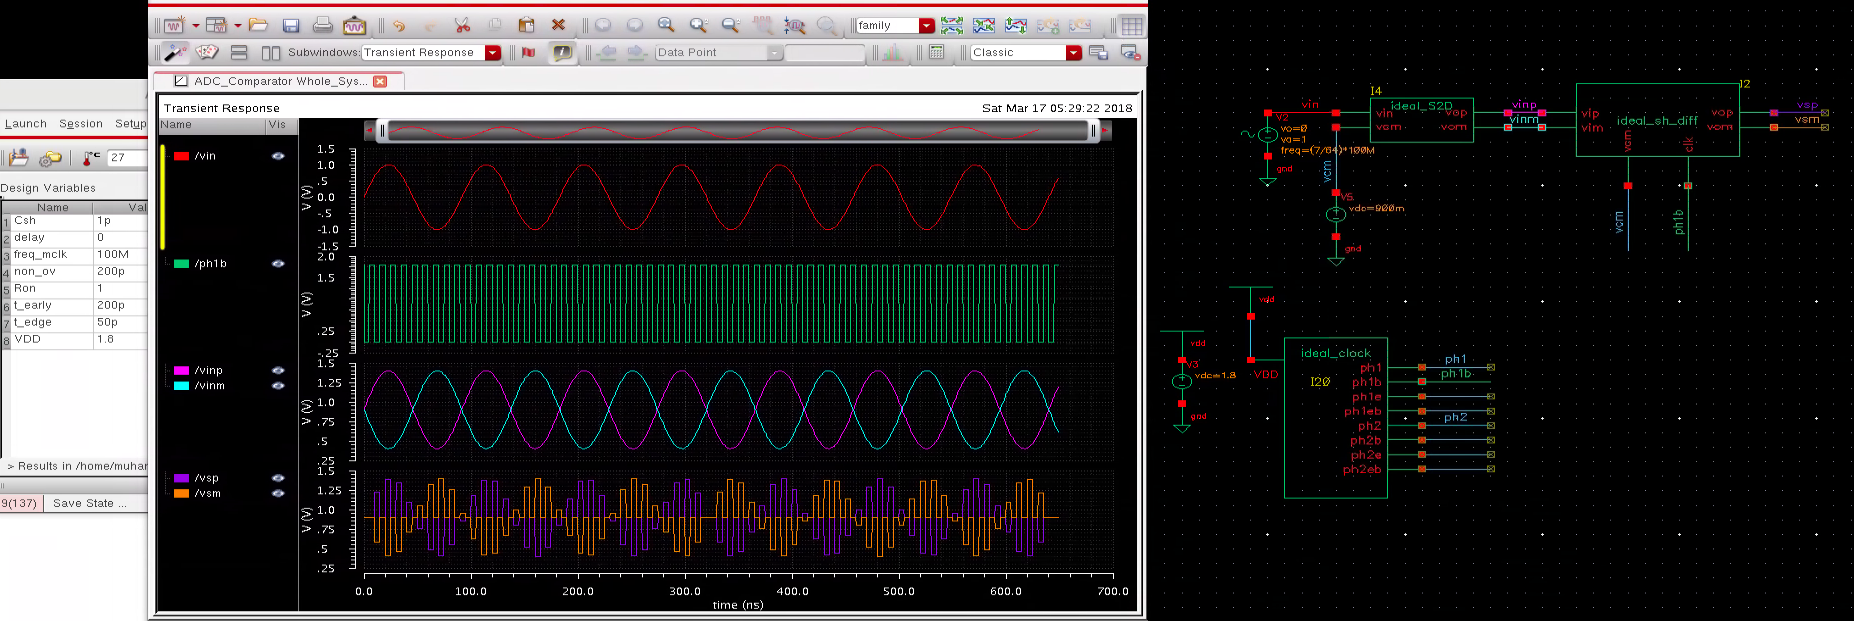 family
Subwindows: Transient Response
Data Point
Classic
ADC_Comparator Whole_Sys...
Transient Response
Sat Mar 17 05:29:22 2018
Name
Vis
/vin
/ph1b
/vinp
/vinm
/vsp
/vsm
V (V)
1.5
1.0
.5
0.0
-.5
-1.0
-1.5
V (V)
2.0
1.5
.25
-.25
V (V)
1.5
1.25
1.0
.75
.5
.25
V (V)
1.5
1.25
1.0
.75
.5
.25
0.0 100.0 200.0 300.0 400.0 500.0 600.0 700.0
time (ns)
Launch Session Setup
27
Design Variables
Name Val
1 Csh 1p
2 delay 0
3 freq_mclk 100M
4 non_ov 200p
5 Ron 1
6 t_early 200p
7 t_edge 50p
8 VDD 1.8
> Results in /home/muhar
9(137) Save State ...
I4
ideal_S2D
vin
vin
vcm
vop
vom
vinp
vinm
V2
vo=0
va=1
freq=(7/64)*100M
gnd
vcm
V5
vdc=900m
gnd
I2
ideal_sh_diff
vip
vim
vop
vom
vcm
clk
vsp
vsm
vcm
ph1b
vdd
VDD
vdd
V3
vdc=1.8
gnd
ideal_clock
I20
ph1
ph1b
ph1e
ph1eb
ph2
ph2b
ph2e
ph2eb
ph1
ph1b
ph2